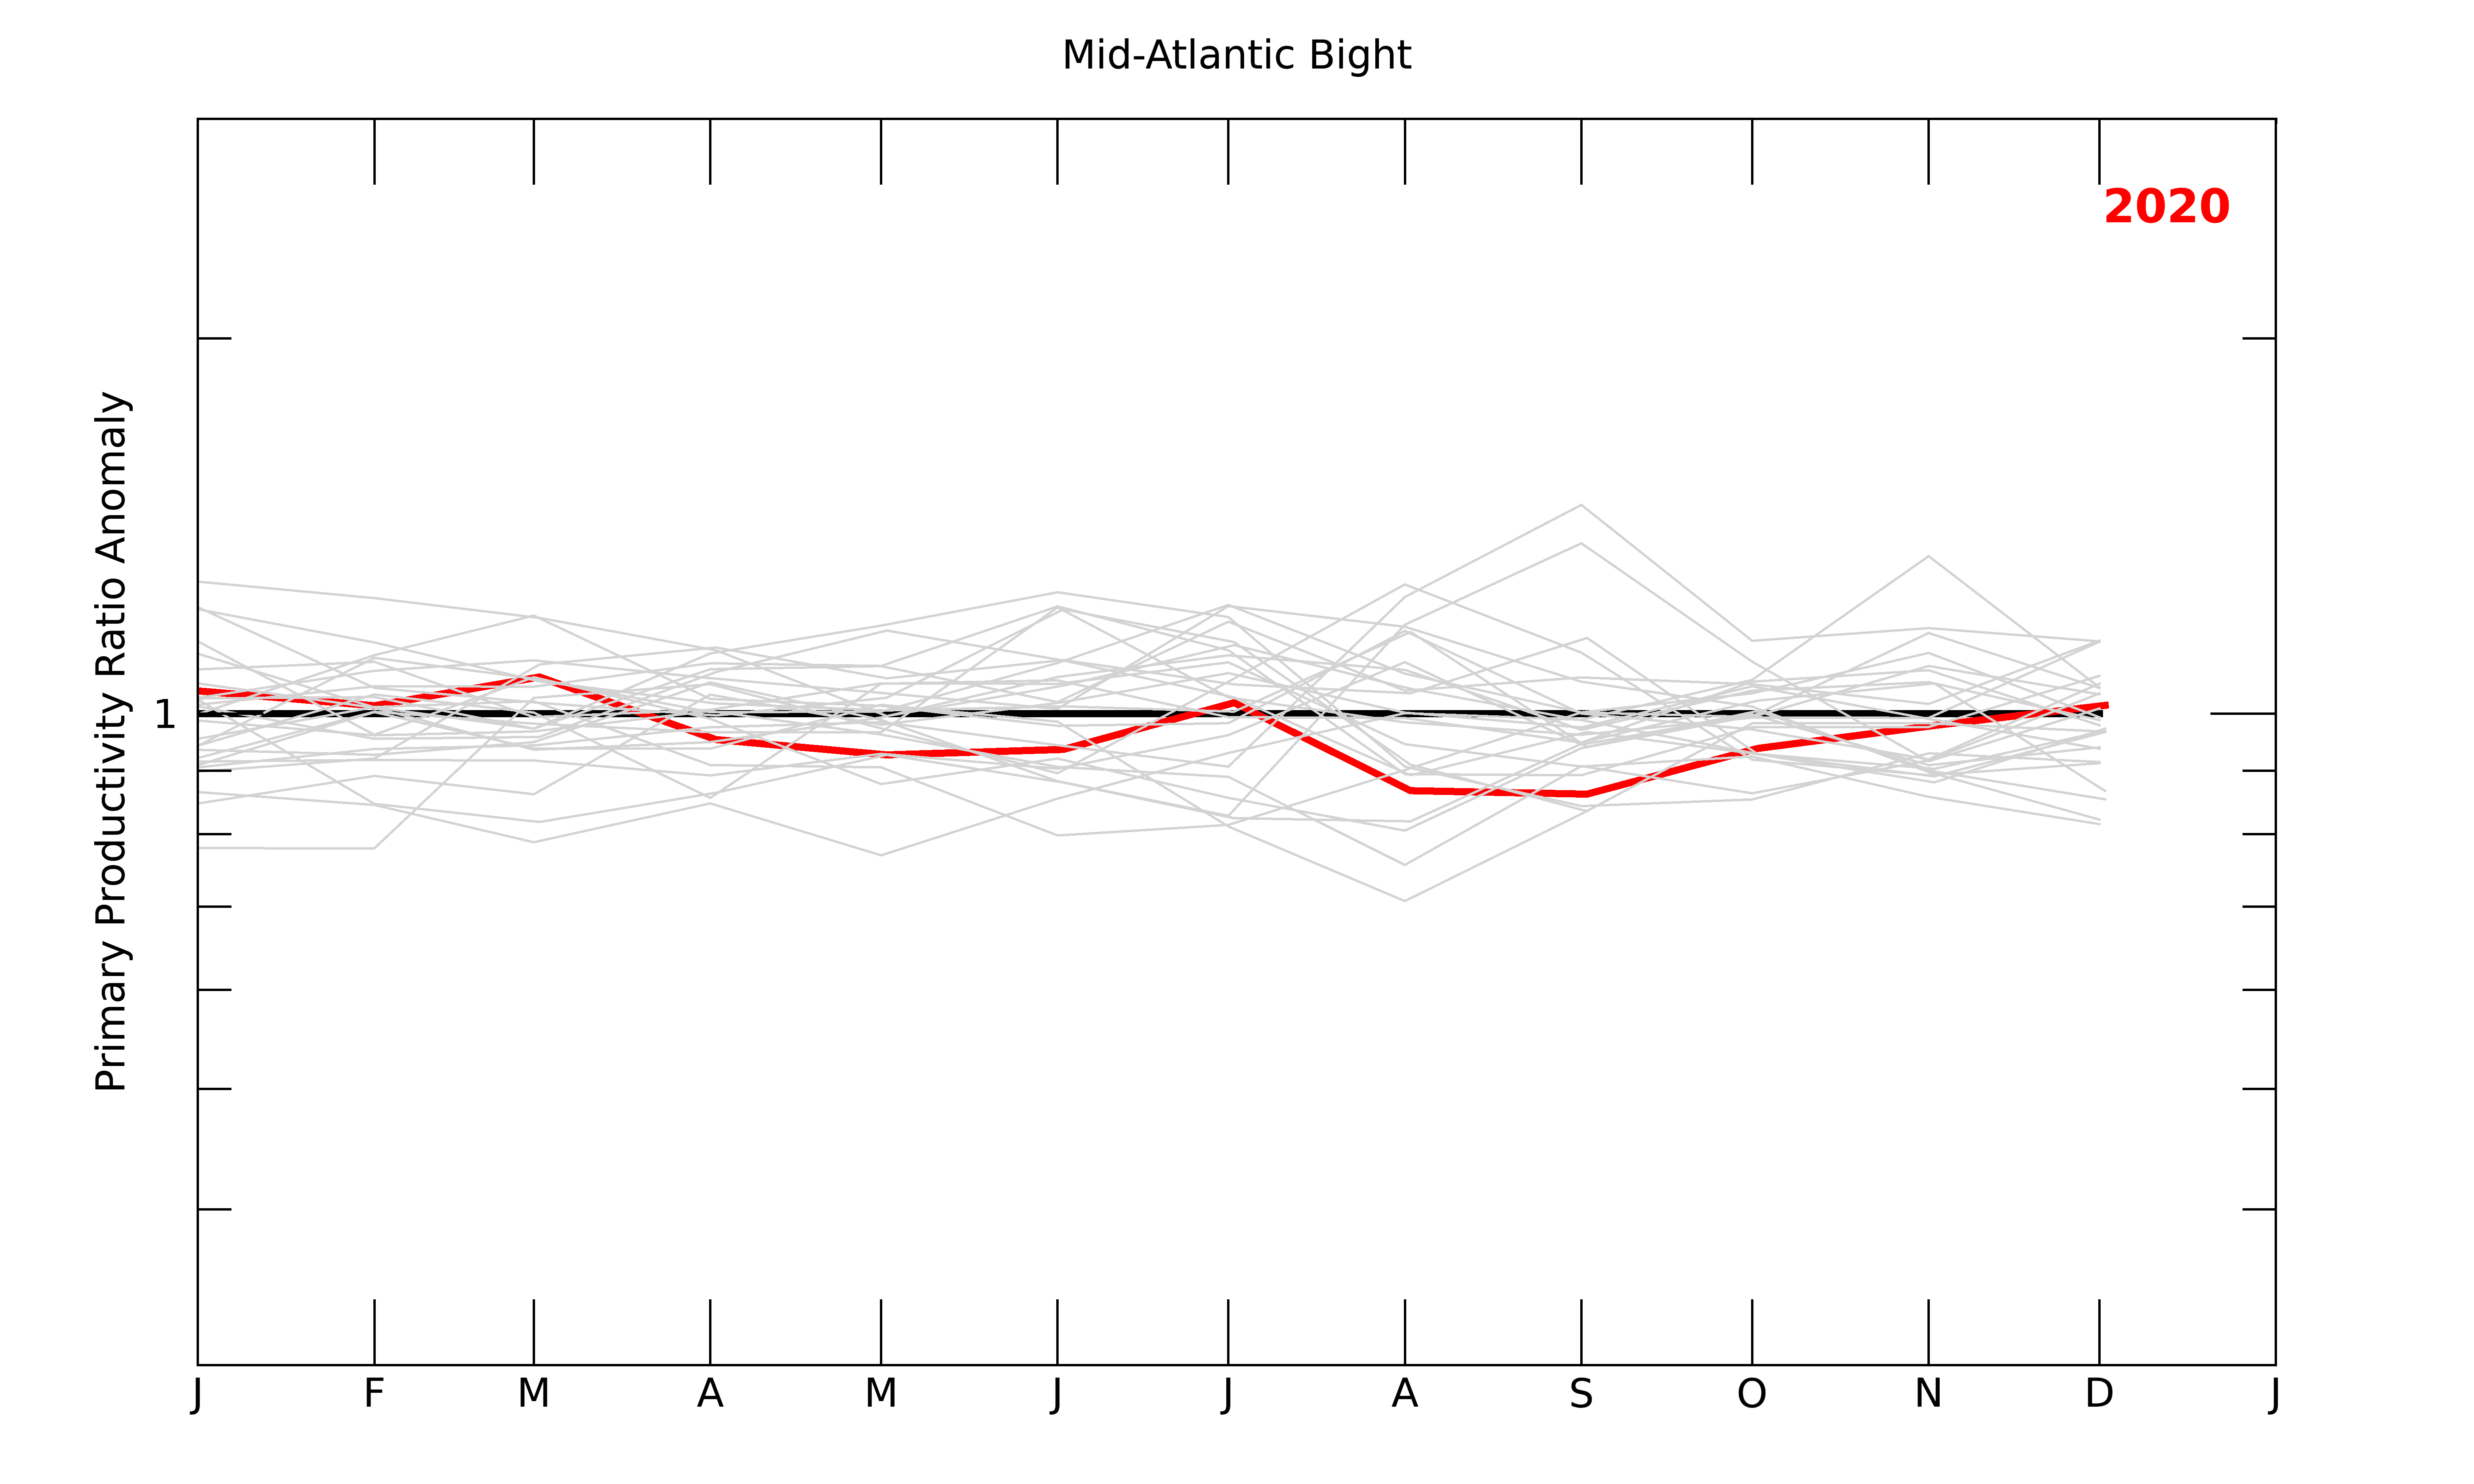 Mid-Atlantic Bight
2020
Primary Productivity Ratio Anomaly
1
J F M A M J J A S O N D J